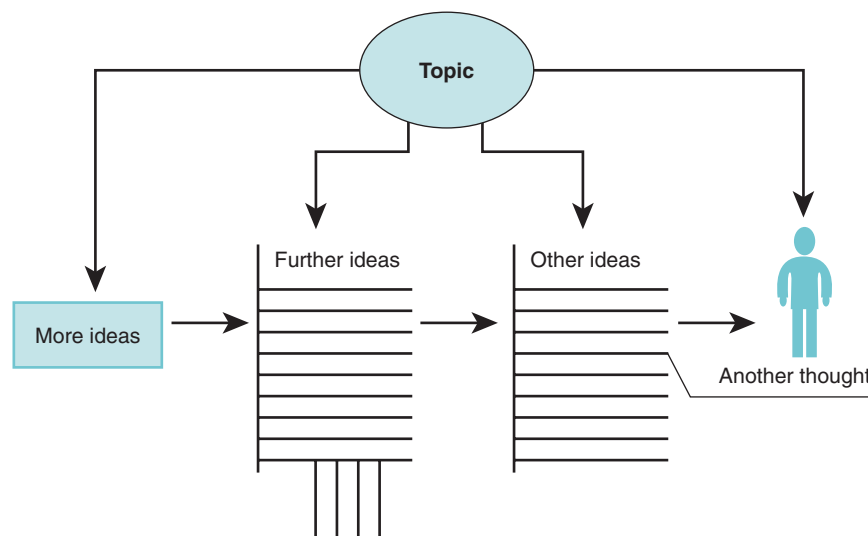 Topic
Further ideas
Other ideas
More ideas
Another thought